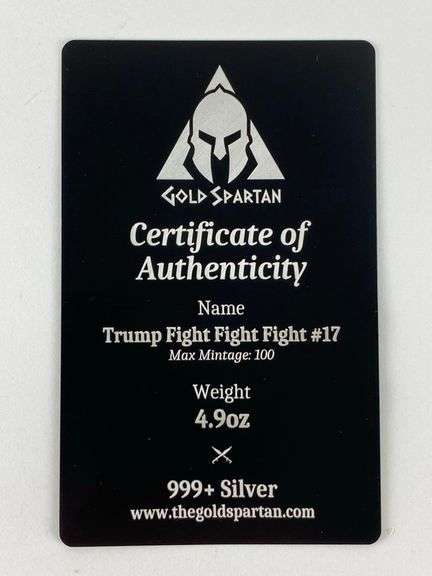 GOLD SPARTAN
Certificate of
Authenticity
Name
Trump Fight Fight Fight #17
Max Mintage: 100
Weight
4.9oz
999+ Silver
www.thegoldspartan.com